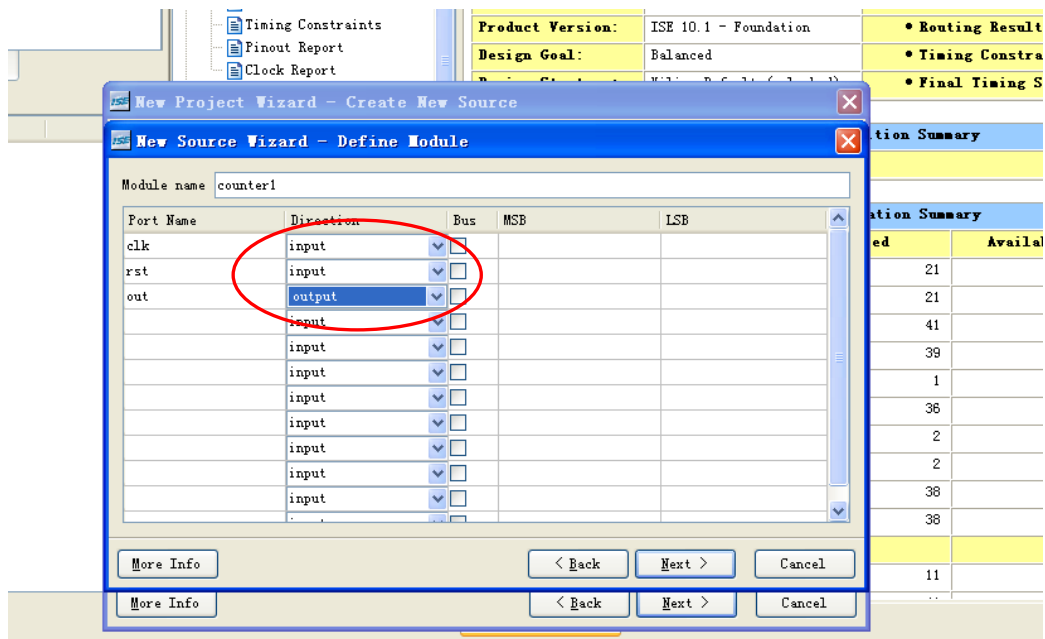 Timing Constraints
Pinout Report
Clock Report
Product Version: ISE 10.1 - Foundation • Routing Result
Design Goal: Balanced • Timing Constra
• Final Timing S
ISE New Project Wizard - Create New Source
ISE New Source Wizard - Define Module
tion Summary
Module name counter1
Port Name Direction Bus MSB LSB
ation Summary
clk input
ed Availal
rst input
21
out output
21
input
41
input
39
input
1
input
36
input
2
input
2
input
38
input
38
More Info < Back Next > Cancel
11
More Info < Back Next > Cancel